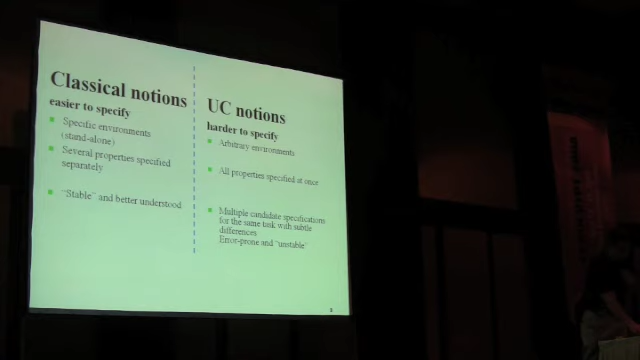 Classical notions
easier to specify
Specific environments
(stand-alone)
Several properties specified
separately
"Stable" and better understood
UC notions
harder to specify
Arbitrary environments
All properties specified at once
Multiple candidate specifications
for the same task with subtle
differences
Error-prone and "unstable"